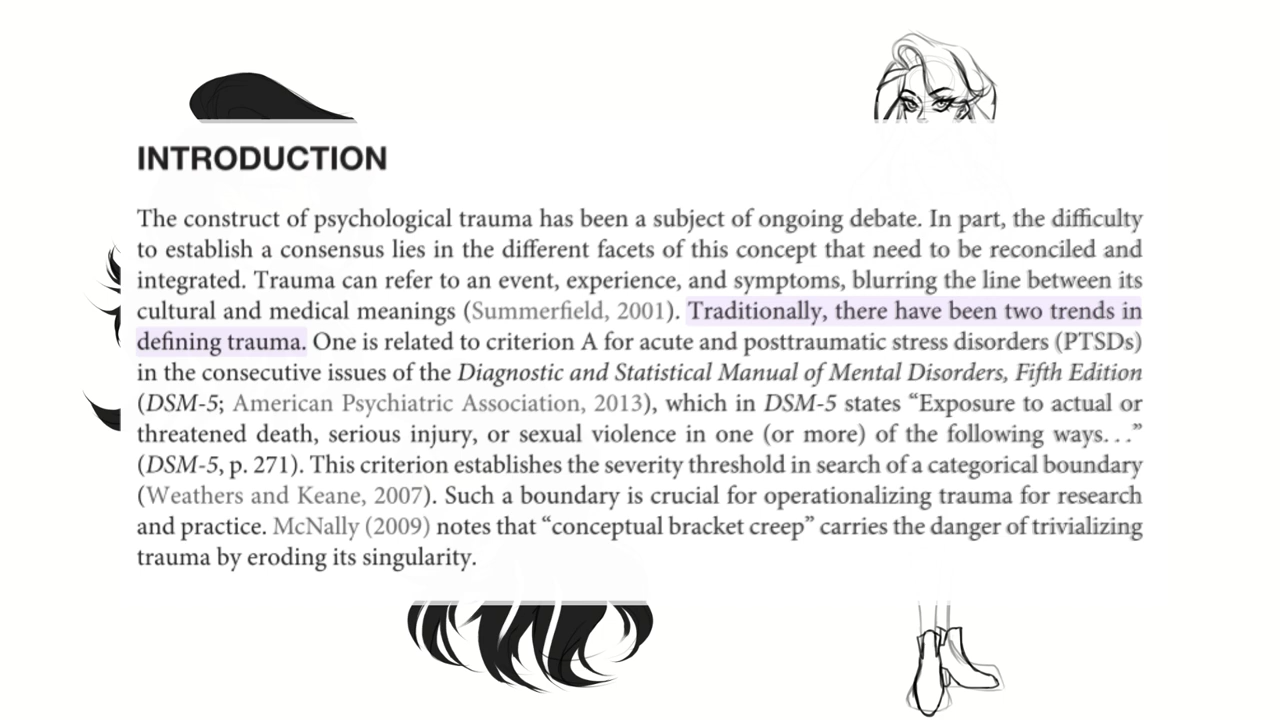 INTRODUCTION
The construct of psychological trauma has been a subject of ongoing debate. In part, the difficulty
to establish a consensus lies in the different facets of this concept that need to be reconciled and
integrated. Trauma can refer to an event, experience, and symptoms, blurring the line between its
cultural and medical meanings (Summerfield, 2001). Traditionally, there have been two trends in
defining trauma. One is related to criterion A for acute and posttraumatic stress disorders (PTSDs)
in the consecutive issues of the Diagnostic and Statistical Manual of Mental Disorders, Fifth Edition
(DSM-5; American Psychiatric Association, 2013), which in DSM-5 states “Exposure to actual or
threatened death, serious injury, or sexual violence in one (or more) of the following ways…”
(DSM-5, p. 271). This criterion establishes the severity threshold in search of a categorical boundary
(Weathers and Keane, 2007). Such a boundary is crucial for operationalizing trauma for research
and practice. McNally (2009) notes that “conceptual bracket creep” carries the danger of trivializing
trauma by eroding its singularity.